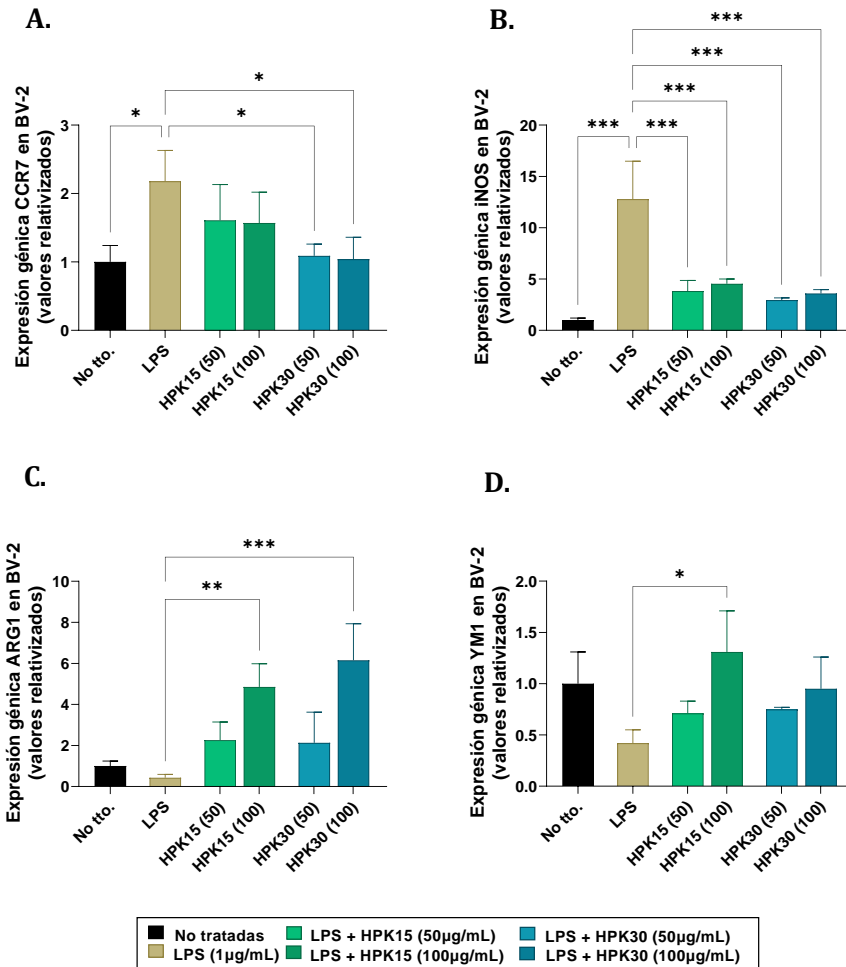 A.
Expresión génica CCR7 en BV-2
(valores relativizados)
3
2
1
0
*
*
*
No tto.
LPS
HPK15 (50)
HPK15 (100)
HPK30 (50)
HPK30 (100)
B.
Expresión génica iNOS en BV-2
(valores relativizados)
20
15
10
5
0
***
***
***
***
***
No tto.
LPS
HPK15 (50)
HPK15 (100)
HPK30 (50)
HPK30 (100)
C.
Expresión génica ARG1 en BV-2
(valores relativizados)
10
8
6
4
2
0
***
**
No tto.
LPS
HPK15 (50)
HPK15 (100)
HPK30 (50)
HPK30 (100)
D.
Expresión génica YM1 en BV-2
(valores relativizados)
2.0
1.5
1.0
0.5
0.0
*
No tto.
LPS
HPK15 (50)
HPK15 (100)
HPK30 (50)
HPK30 (100)
No tratadas
LPS (1µg/mL)
LPS + HPK15 (50µg/mL)
LPS + HPK15 (100µg/mL)
LPS + HPK30 (50µg/mL)
LPS + HPK30 (100µg/mL)